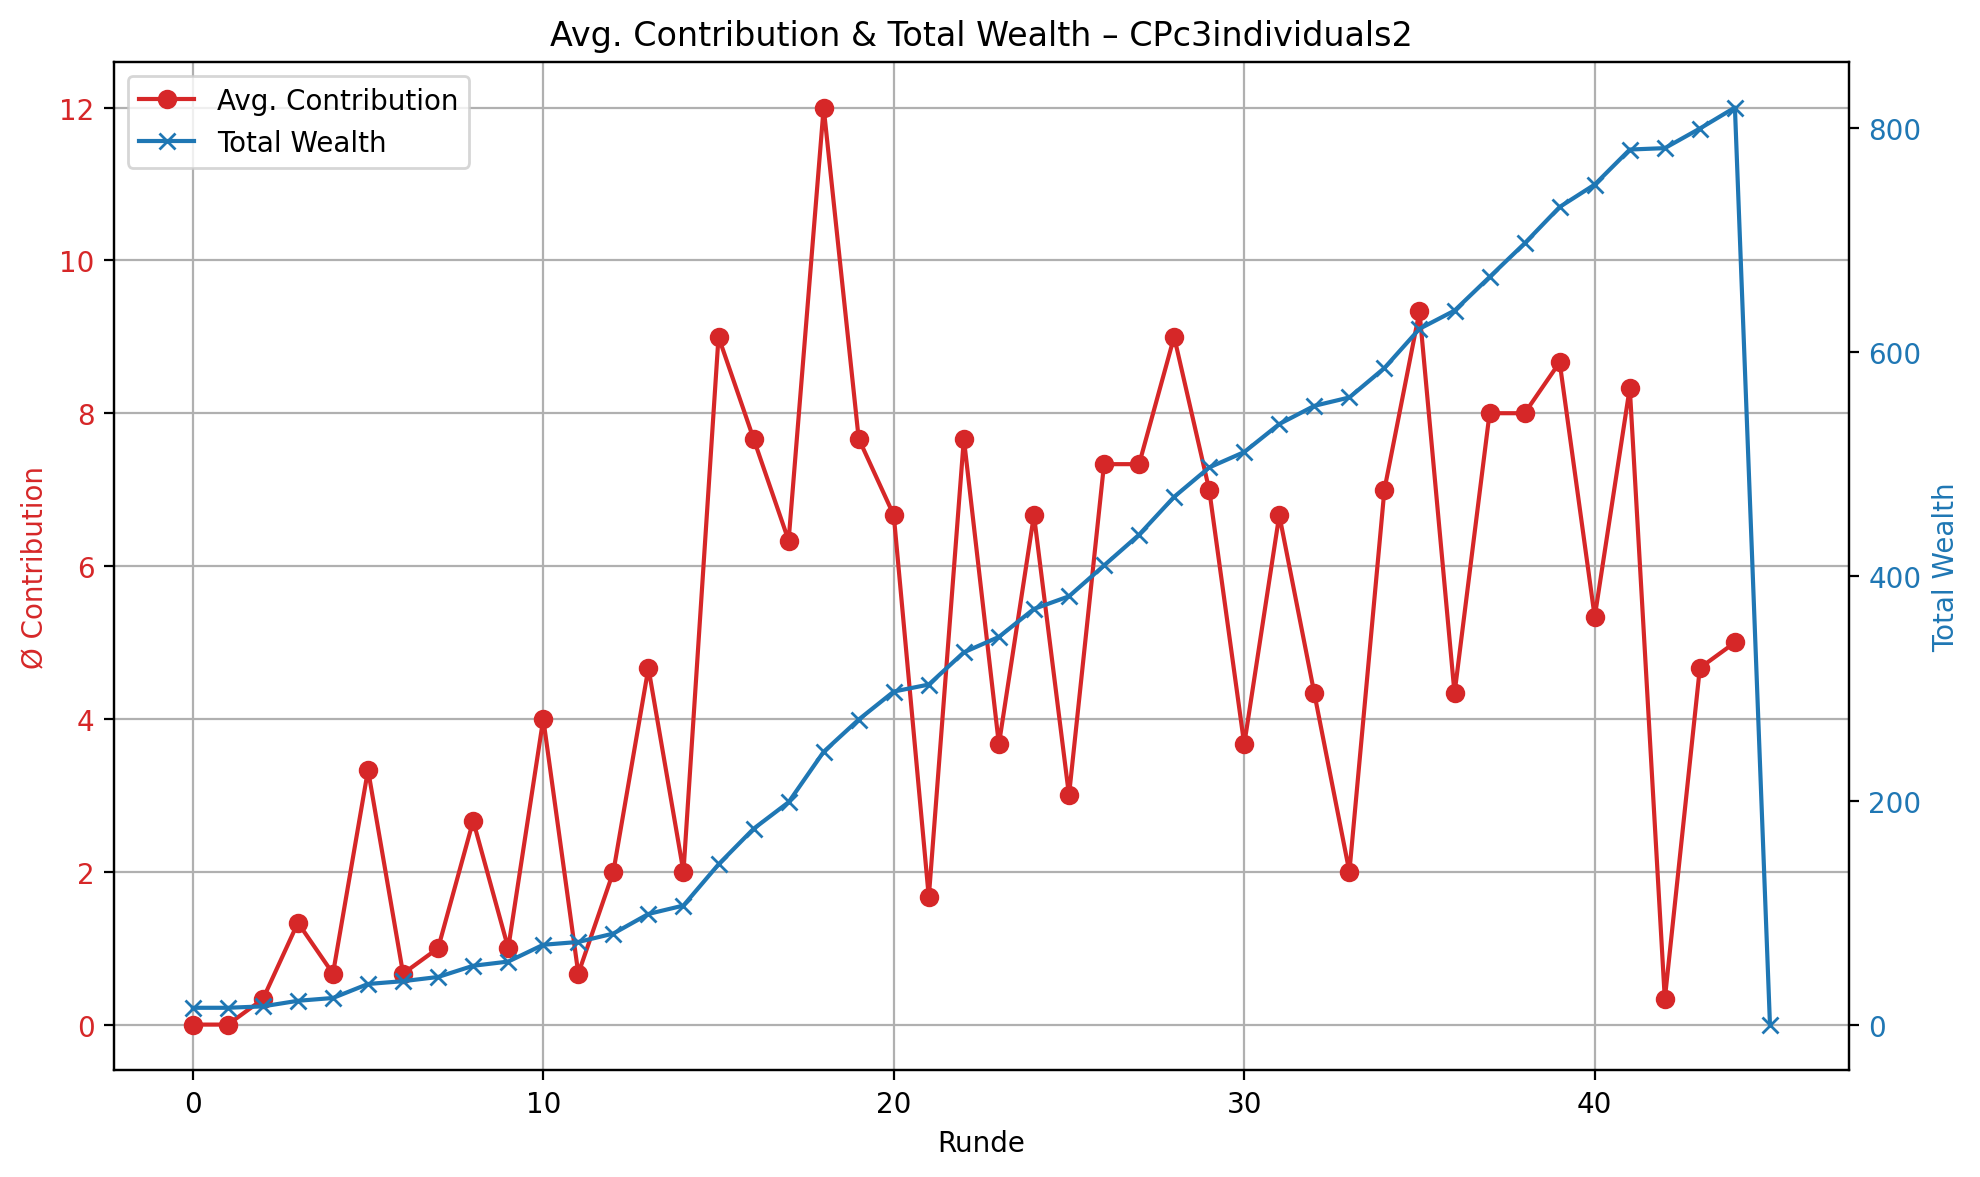 Avg. Contribution & Total Wealth – CPc3individuals2
Avg. Contribution
Total Wealth
12
10
8
6
4
2
0
Ø Contribution
800
600
400
200
0
Total Wealth
0 10 20 30 40
Runde